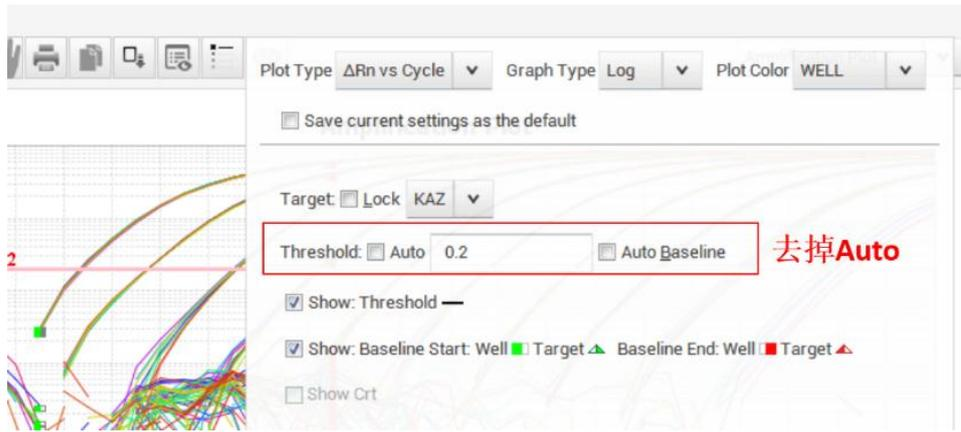 Plot Type ΔRn vs Cycle Graph Type Log Plot Color WELL
Save current settings as the default
Target: Lock KAZ
Threshold: Auto 0.2 Auto Baseline 去掉Auto
2
Show: Threshold
Show: Baseline Start: Well Target Baseline End: Well Target
Show Crt